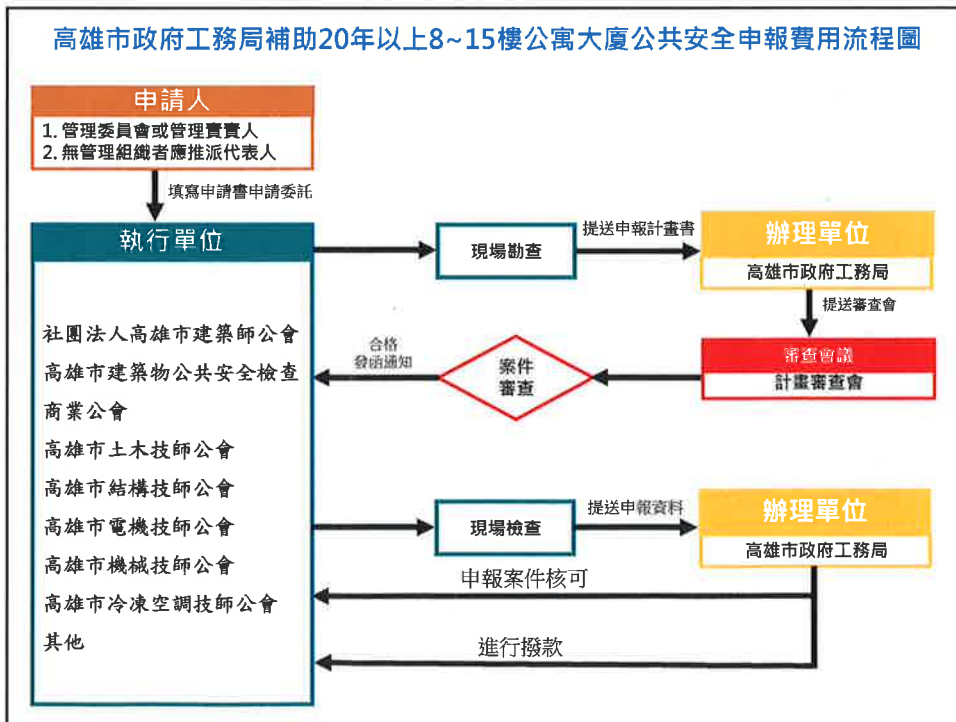 高雄市政府工務局補助20年以上8~15樓公寓大廈公共安全申報費用流程圖
申請人
1. 管理委員會或管理責責人
2. 無管理組織者應推派代表人
填寫申請書申請委託
執行單位
社團法人高雄市建築師公會
高雄市建築物公共安全檢查
商業公會
高雄市土木技師公會
高雄市結構技師公會
高雄市電機技師公會
高雄市機械技師公會
高雄市冷凍空調技師公會
其他
現場勘查
提送申報計畫書
辦理單位
高雄市政府工務局
提送審查會
審查會議
計畫審查會
案件
審查
合格
發函通知
現場檢查
提送申報資料
辦理單位
高雄市政府工務局
申報案件核可
進行撥款